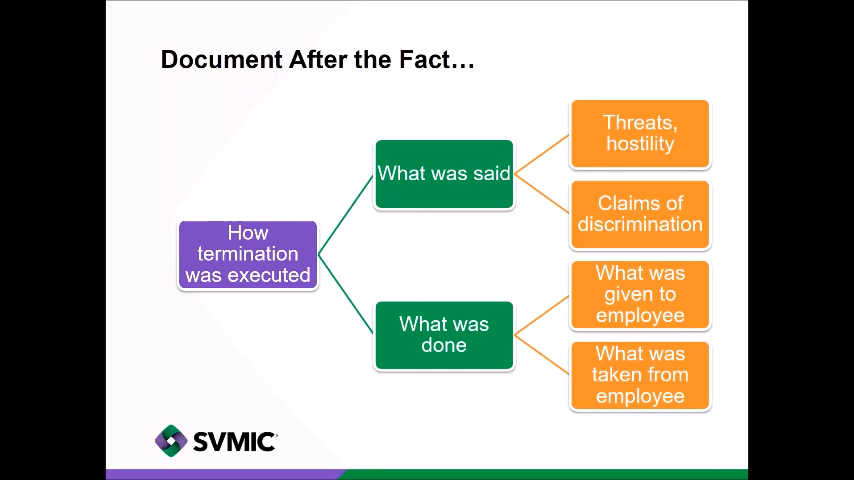 Document After the Fact…
How
termination
was executed
What was said
Threats,
hostility
Claims of
discrimination
What was
done
What was
given to
employee
What was
taken from
employee
SVMIC